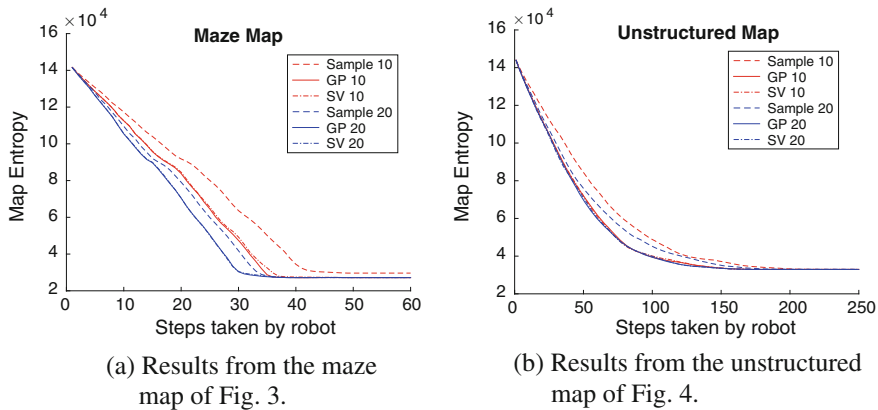 × 10^4
Maze Map
16
14
12
10
8
6
4
2
Map Entropy
Sample 10
GP 10
SV 10
Sample 20
GP 20
SV 20
0 10 20 30 40 50 60
Steps taken by robot
(a) Results from the maze
map of Fig. 3.
× 10^4
Unstructured Map
16
14
12
10
8
6
4
2
Map Entropy
Sample 10
GP 10
SV 10
Sample 20
GP 20
SV 20
0 50 100 150 200 250
Steps taken by robot
(b) Results from the unstructured
map of Fig. 4.